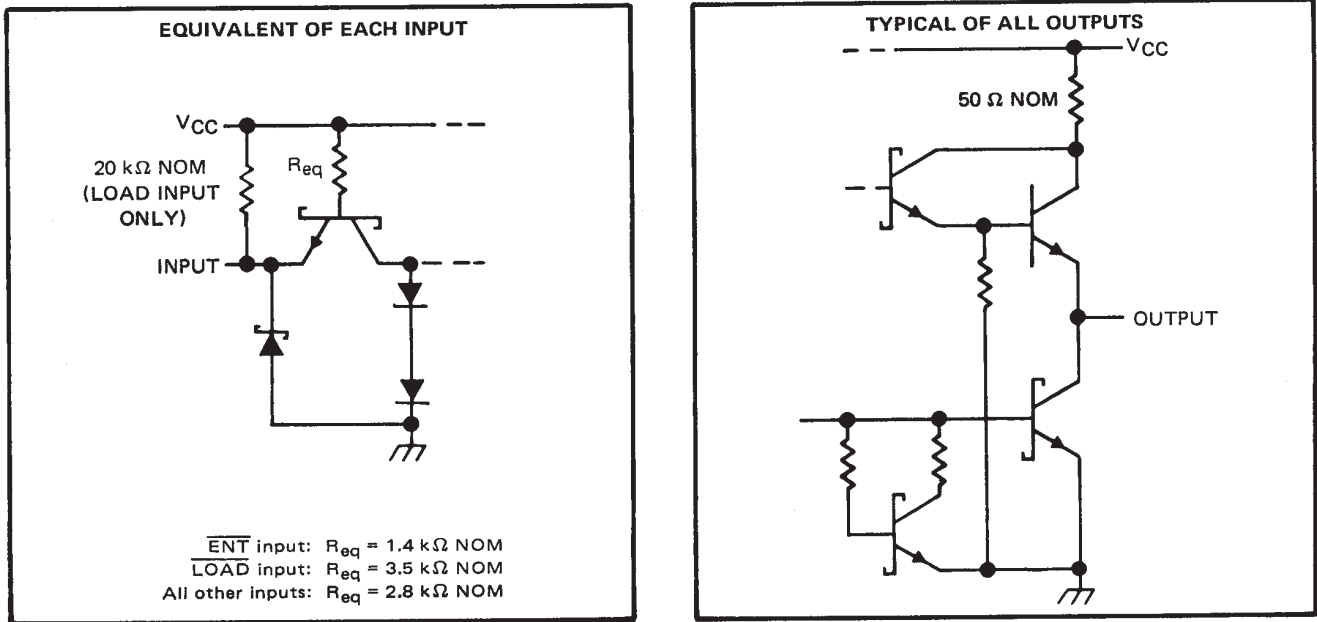 EQUIVALENT OF EACH INPUT
VCC
20 kΩ NOM
(LOAD INPUT
ONLY)
Req
INPUT
ENT input: Req = 1.4 kΩ NOM
LOAD input: Req = 3.5 kΩ NOM
All other inputs: Req = 2.8 kΩ NOM
TYPICAL OF ALL OUTPUTS
VCC
50 Ω NOM
OUTPUT